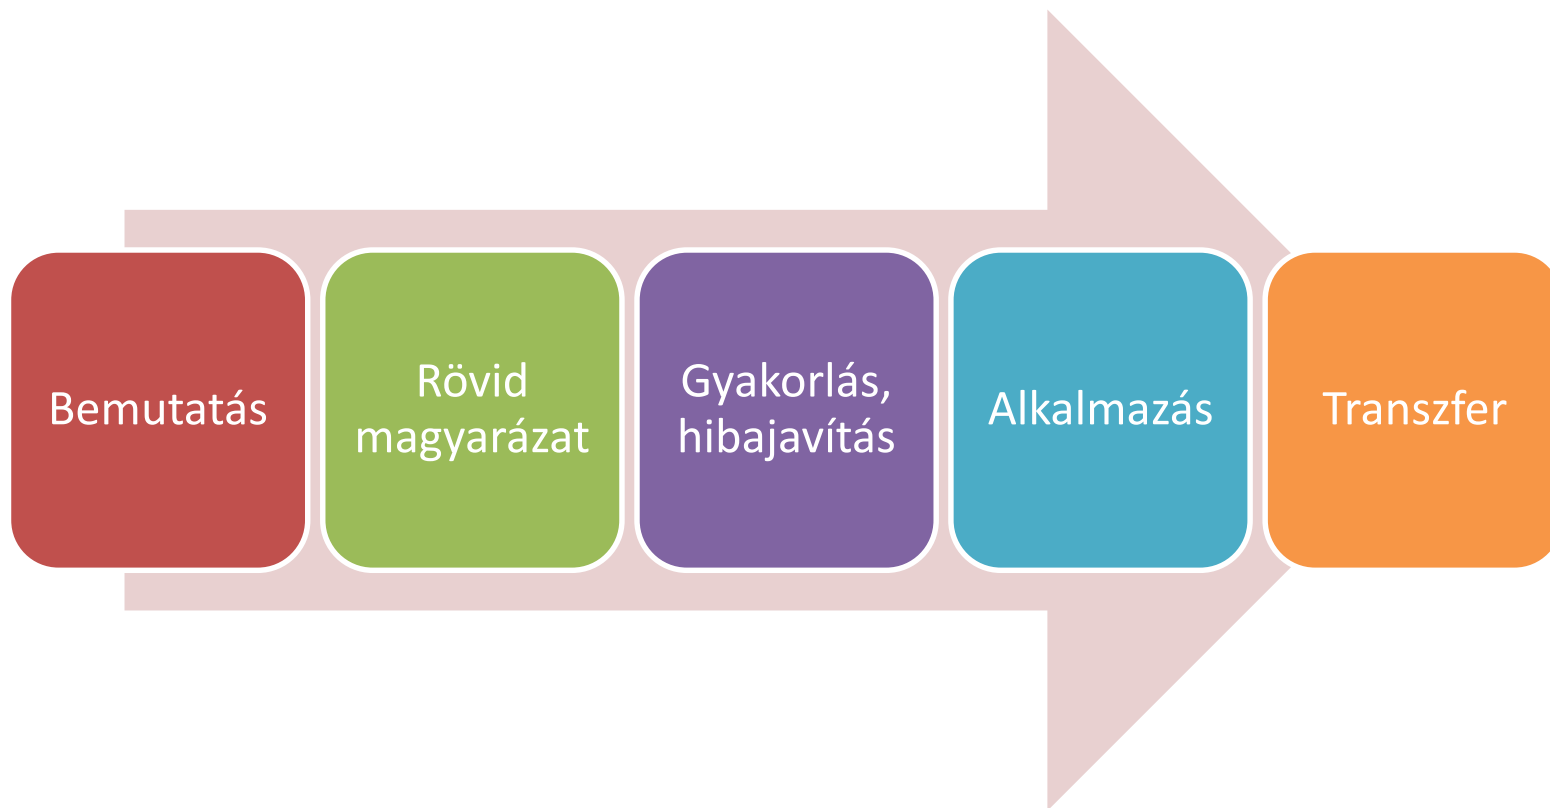 Bemutatás
Rövid
magyarázat
Gyakorlás,
hibajavítás
Alkalmazás
Transzfer